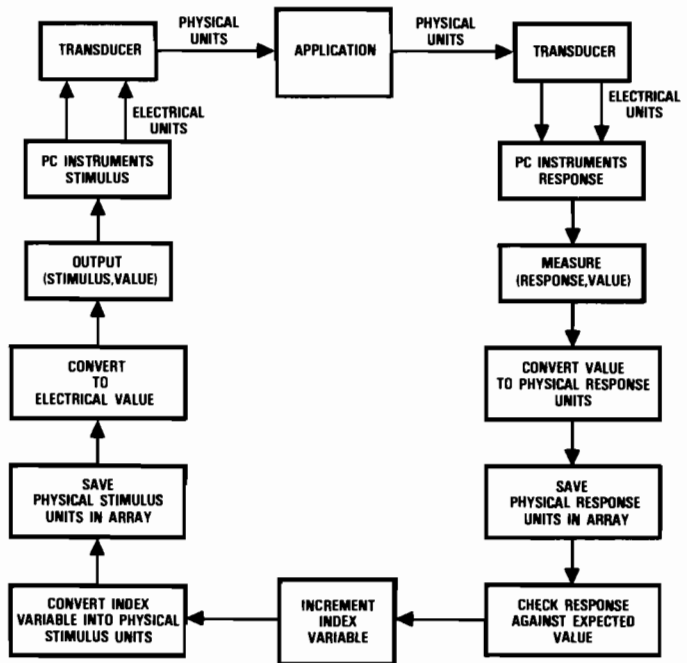 TRANSDUCER
PHYSICAL
UNITS
APPLICATION
PHYSICAL
UNITS
TRANSDUCER
ELECTRICAL
UNITS
ELECTRICAL
UNITS
PC INSTRUMENTS
STIMULUS
PC INSTRUMENTS
RESPONSE
OUTPUT
(STIMULUS,VALUE)
MEASURE
(RESPONSE,VALUE)
CONVERT
TO
ELECTRICAL VALUE
CONVERT VALUE
TO PHYSICAL RESPONSE
UNITS
SAVE
PHYSICAL STIMULUS
UNITS IN ARRAY
SAVE
PHYSICAL RESPONSE
UNITS IN ARRAY
CONVERT INDEX
VARIABLE INTO PHYSICAL
STIMULUS UNITS
INCREMENT
INDEX
VARIABLE
CHECK RESPONSE
AGAINST EXPECTED
VALUE